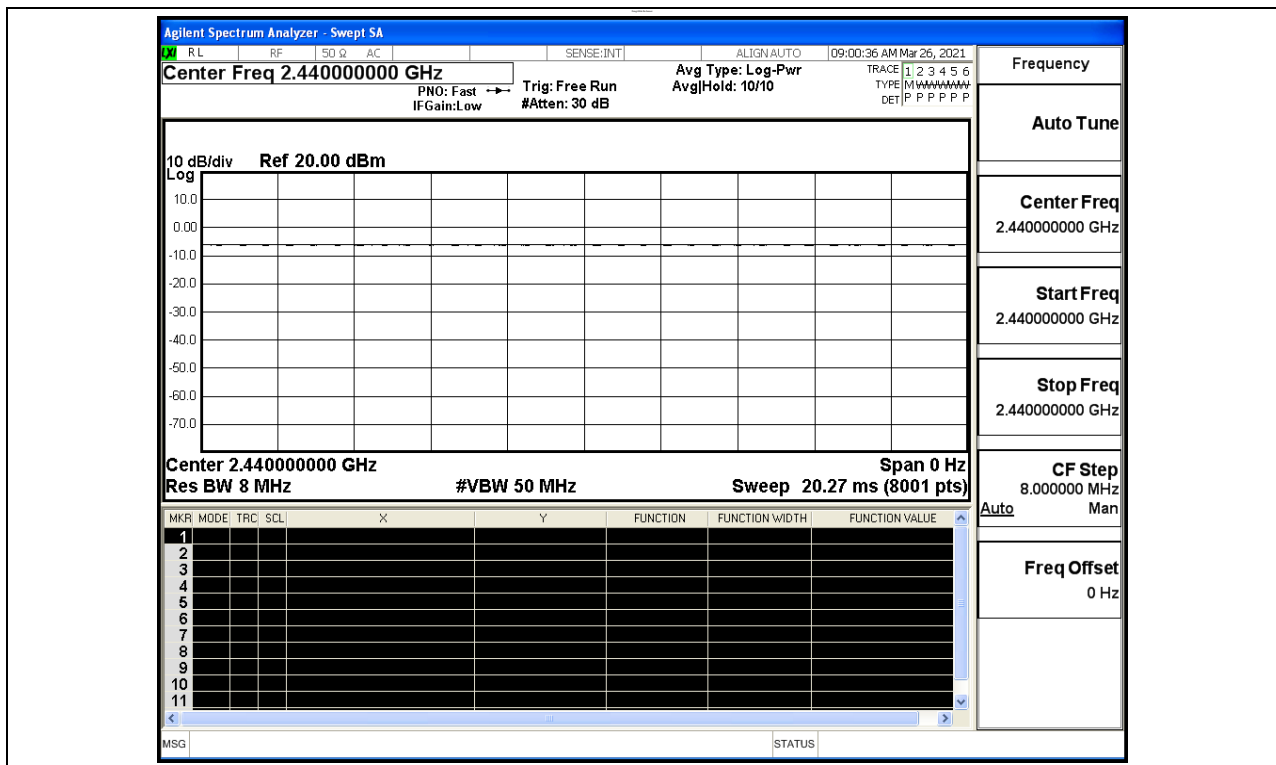 Agilent Spectrum Analyzer - Swept SA
LXI RL RF 50 Ω AC SENSE:INT ALIGN AUTO 09:00:36 AM Mar 26, 2021
Center Freq 2.440000000 GHz
PNO: Fast
IFGain:Low
Trig: Free Run
#Atten: 30 dB
Avg Type: Log-Pwr
Avg|Hold: 10/10
TRACE 1 2 3 4 5 6
TYPE M W W W W W
DET P P P P P P
10 dB/div Ref 20.00 dBm
Log
10.0
0.00
-10.0
-20.0
-30.0
-40.0
-50.0
-60.0
-70.0
Center 2.440000000 GHz Span 0 Hz
Res BW 8 MHz #VBW 50 MHz Sweep 20.27 ms (8001 pts)
MKR MODE TRC SCL X Y FUNCTION FUNCTION WIDTH FUNCTION VALUE
1
2
3
4
5
6
7
8
9
10
11
MSG STATUS
Frequency
Auto Tune
Center Freq
2.440000000 GHz
Start Freq
2.440000000 GHz
Stop Freq
2.440000000 GHz
CF Step
8.000000 MHz
Auto Man
Freq Offset
0 Hz